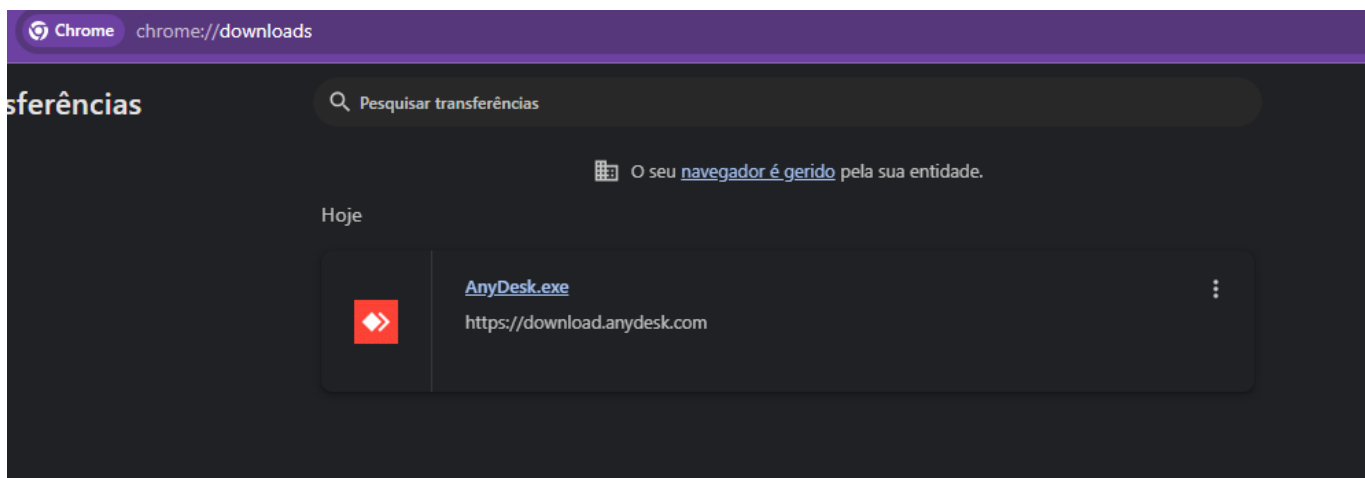 Chrome chrome://downloads
sferências
Pesquisar transferências
O seu navegador é gerido pela sua entidade.
Hoje
AnyDesk.exe
https://download.anydesk.com